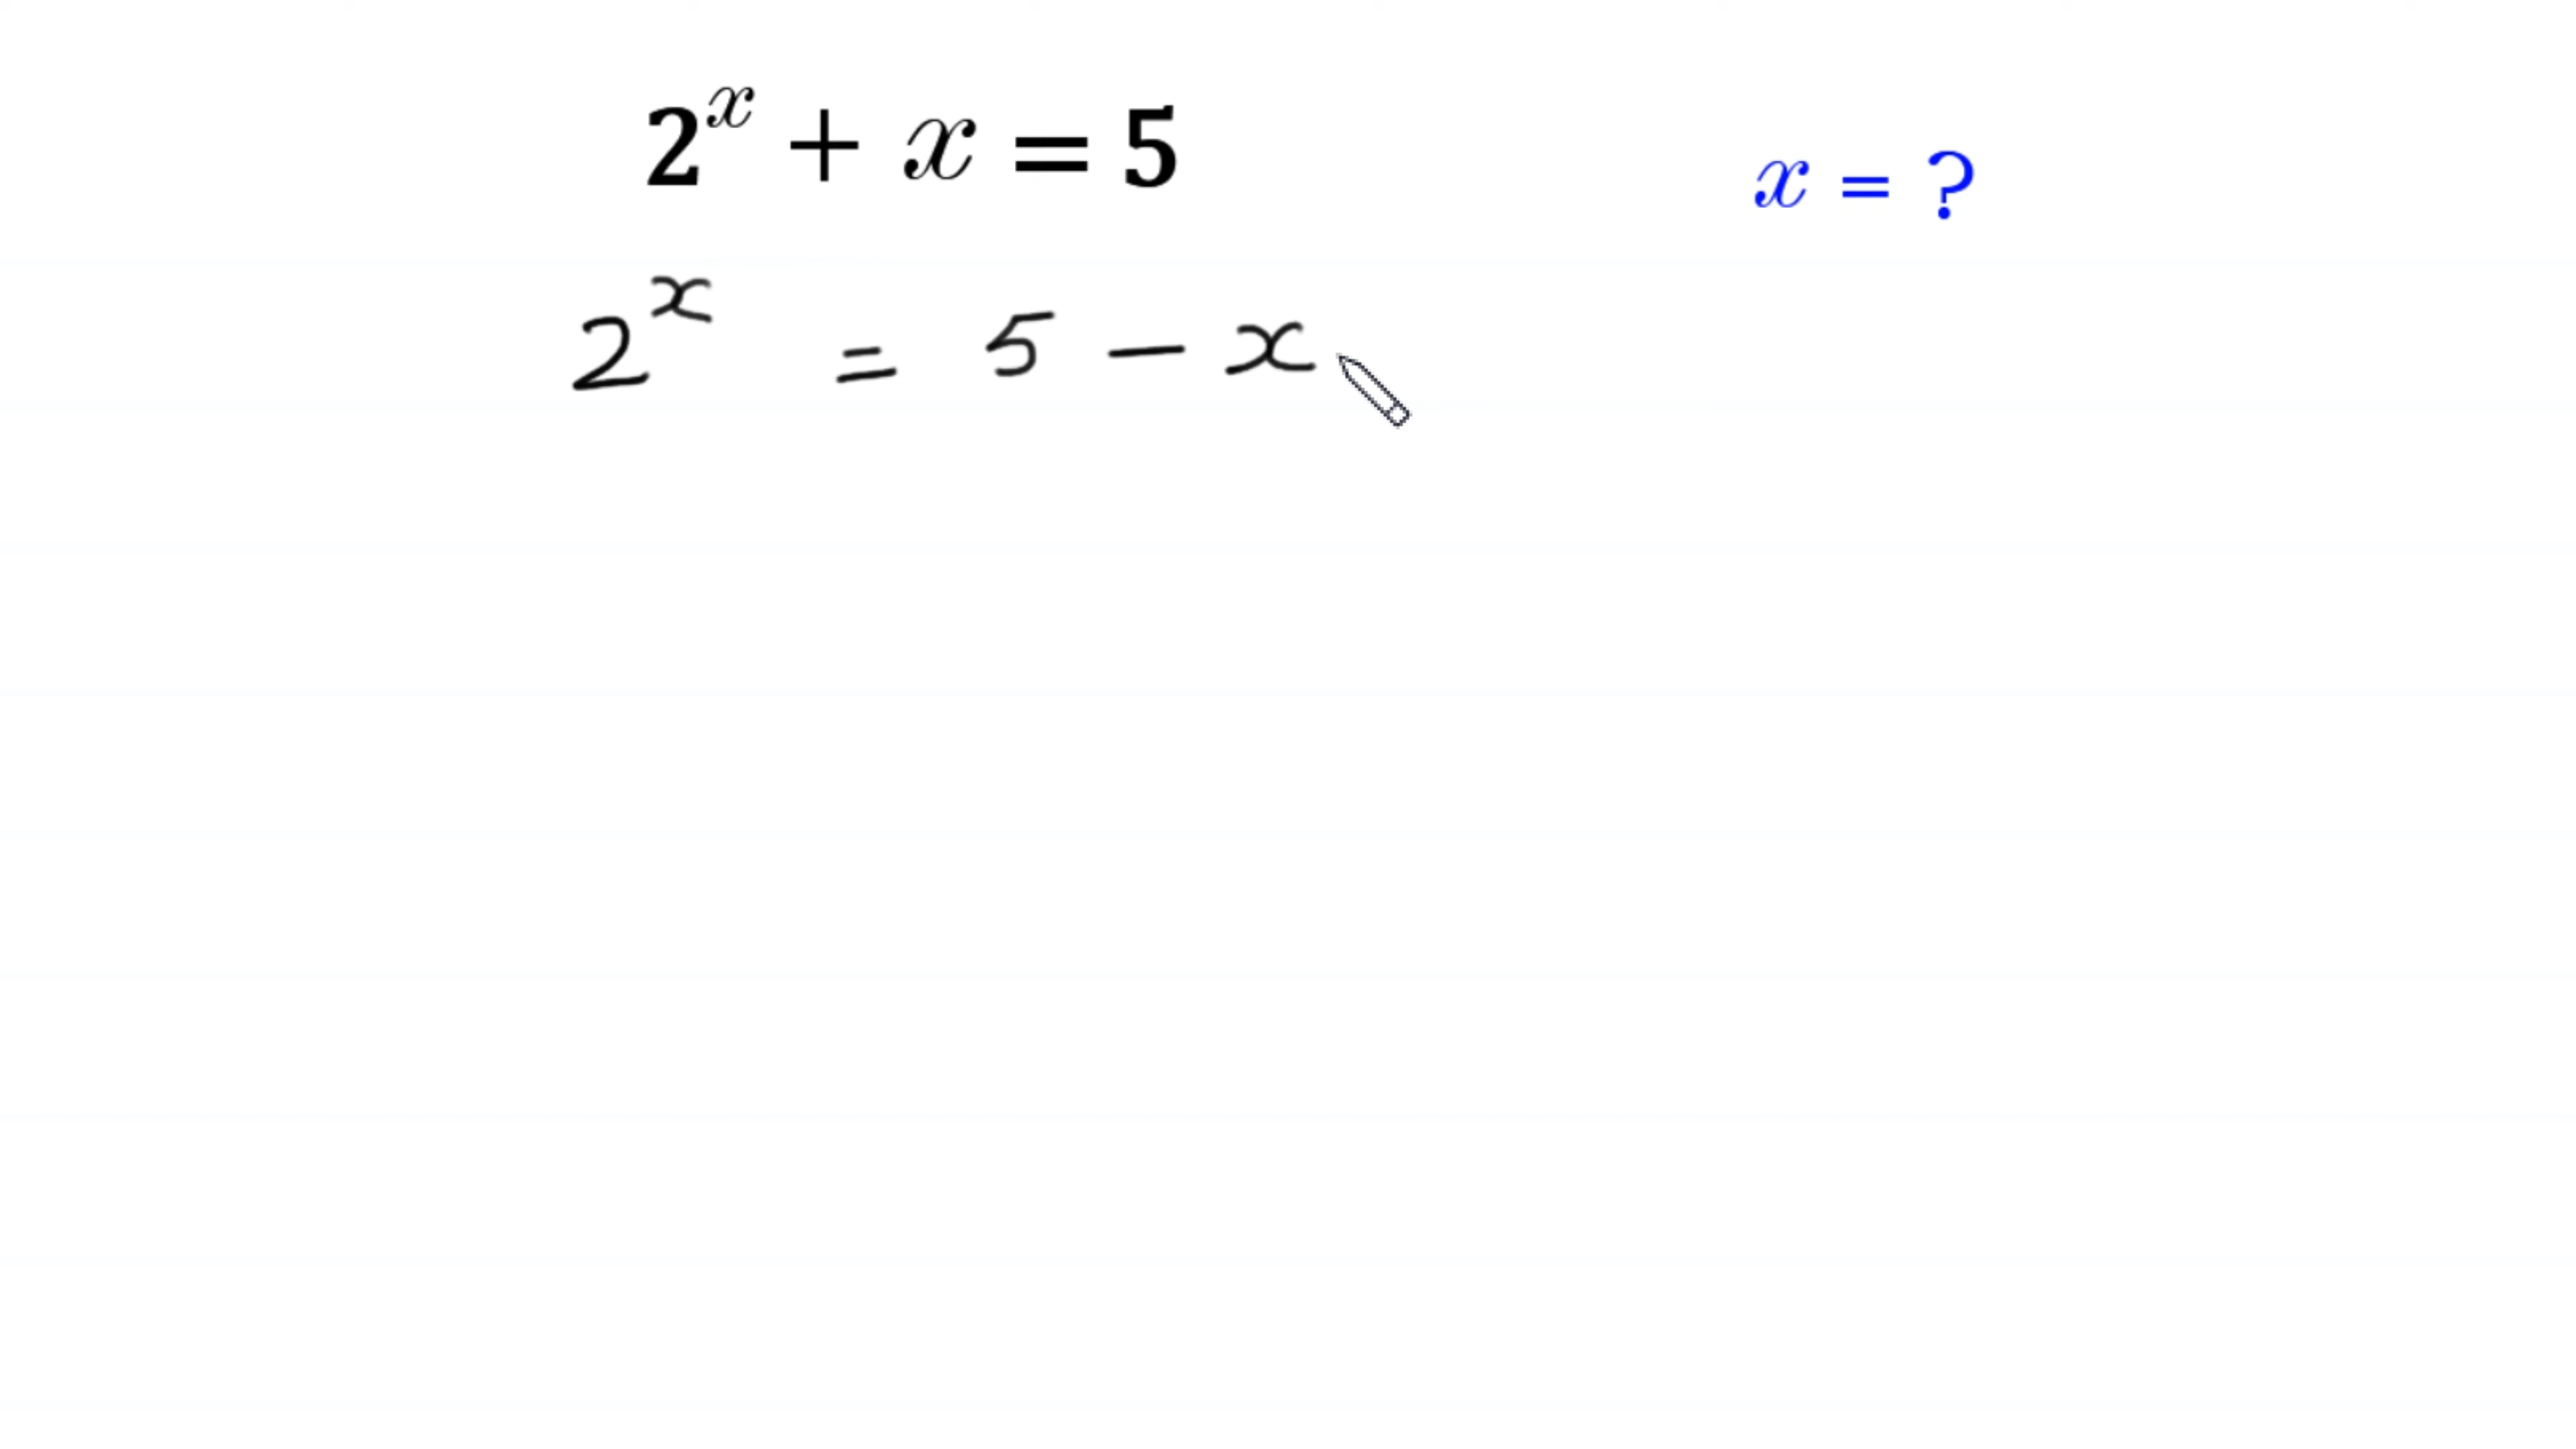 2^x + x = 5
x = ?
2^x = 5 - x